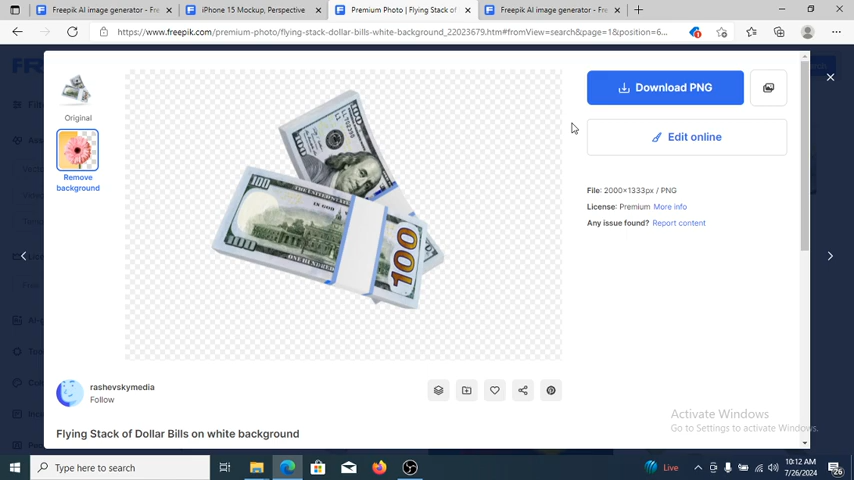 Freepik AI image generator - Fre
iPhone 15 Mockup, Perspective
Premium Photo | Flying Stack of
Freepik AI image generator - Fre
https://www.freepik.com/premium-photo/flying-stack-dollar-bills-white-background_22023679.htm#fromView=search&page=1&position=6...
Original
Remove
background
Download PNG
Edit online
File: 2000×1333px / PNG
License: Premium More info
Any issue found? Report content
100
100
100
rashevskymedia
Follow
Flying Stack of Dollar Bills on white background
Activate Windows
Go to Settings to activate Windows.
Type here to search
Live
10:12 AM
7/26/2024
26